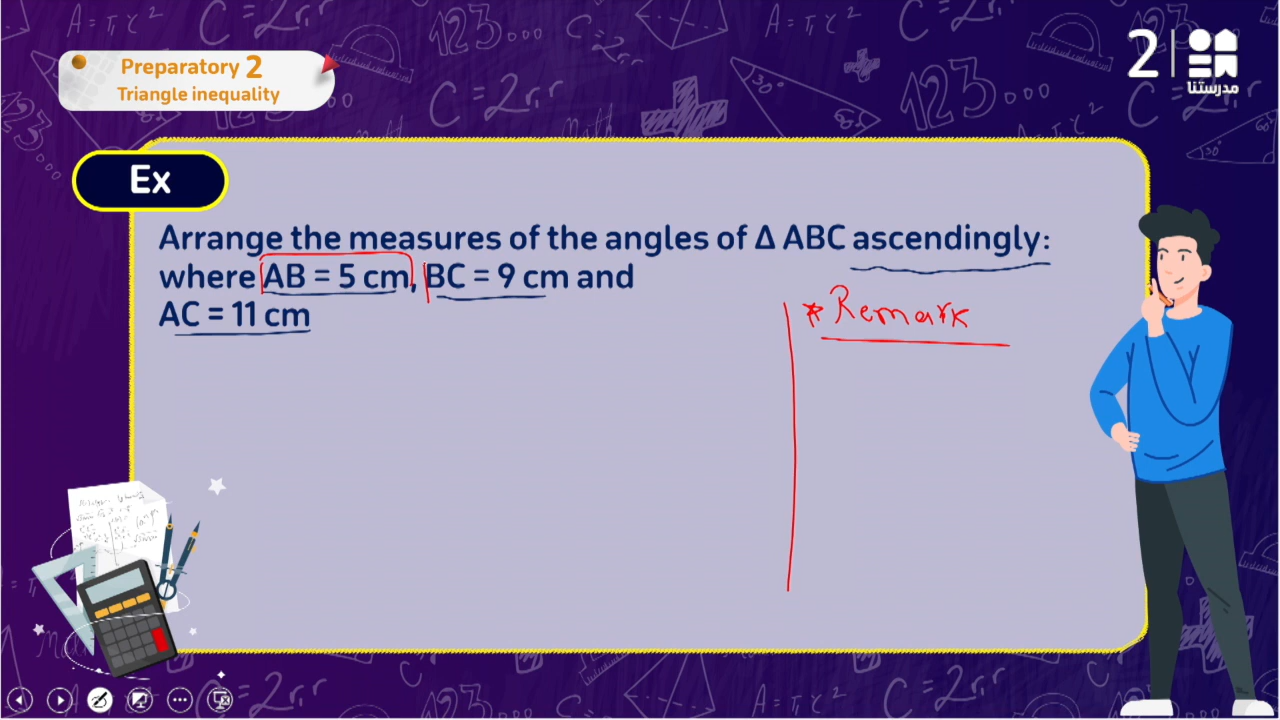 Preparatory 2
Triangle inequality
2
مدرستنا
Ex
Arrange the measures of the angles of Δ ABC ascendingly:
where AB = 5 cm, BC = 9 cm and
AC = 11 cm
* Remark